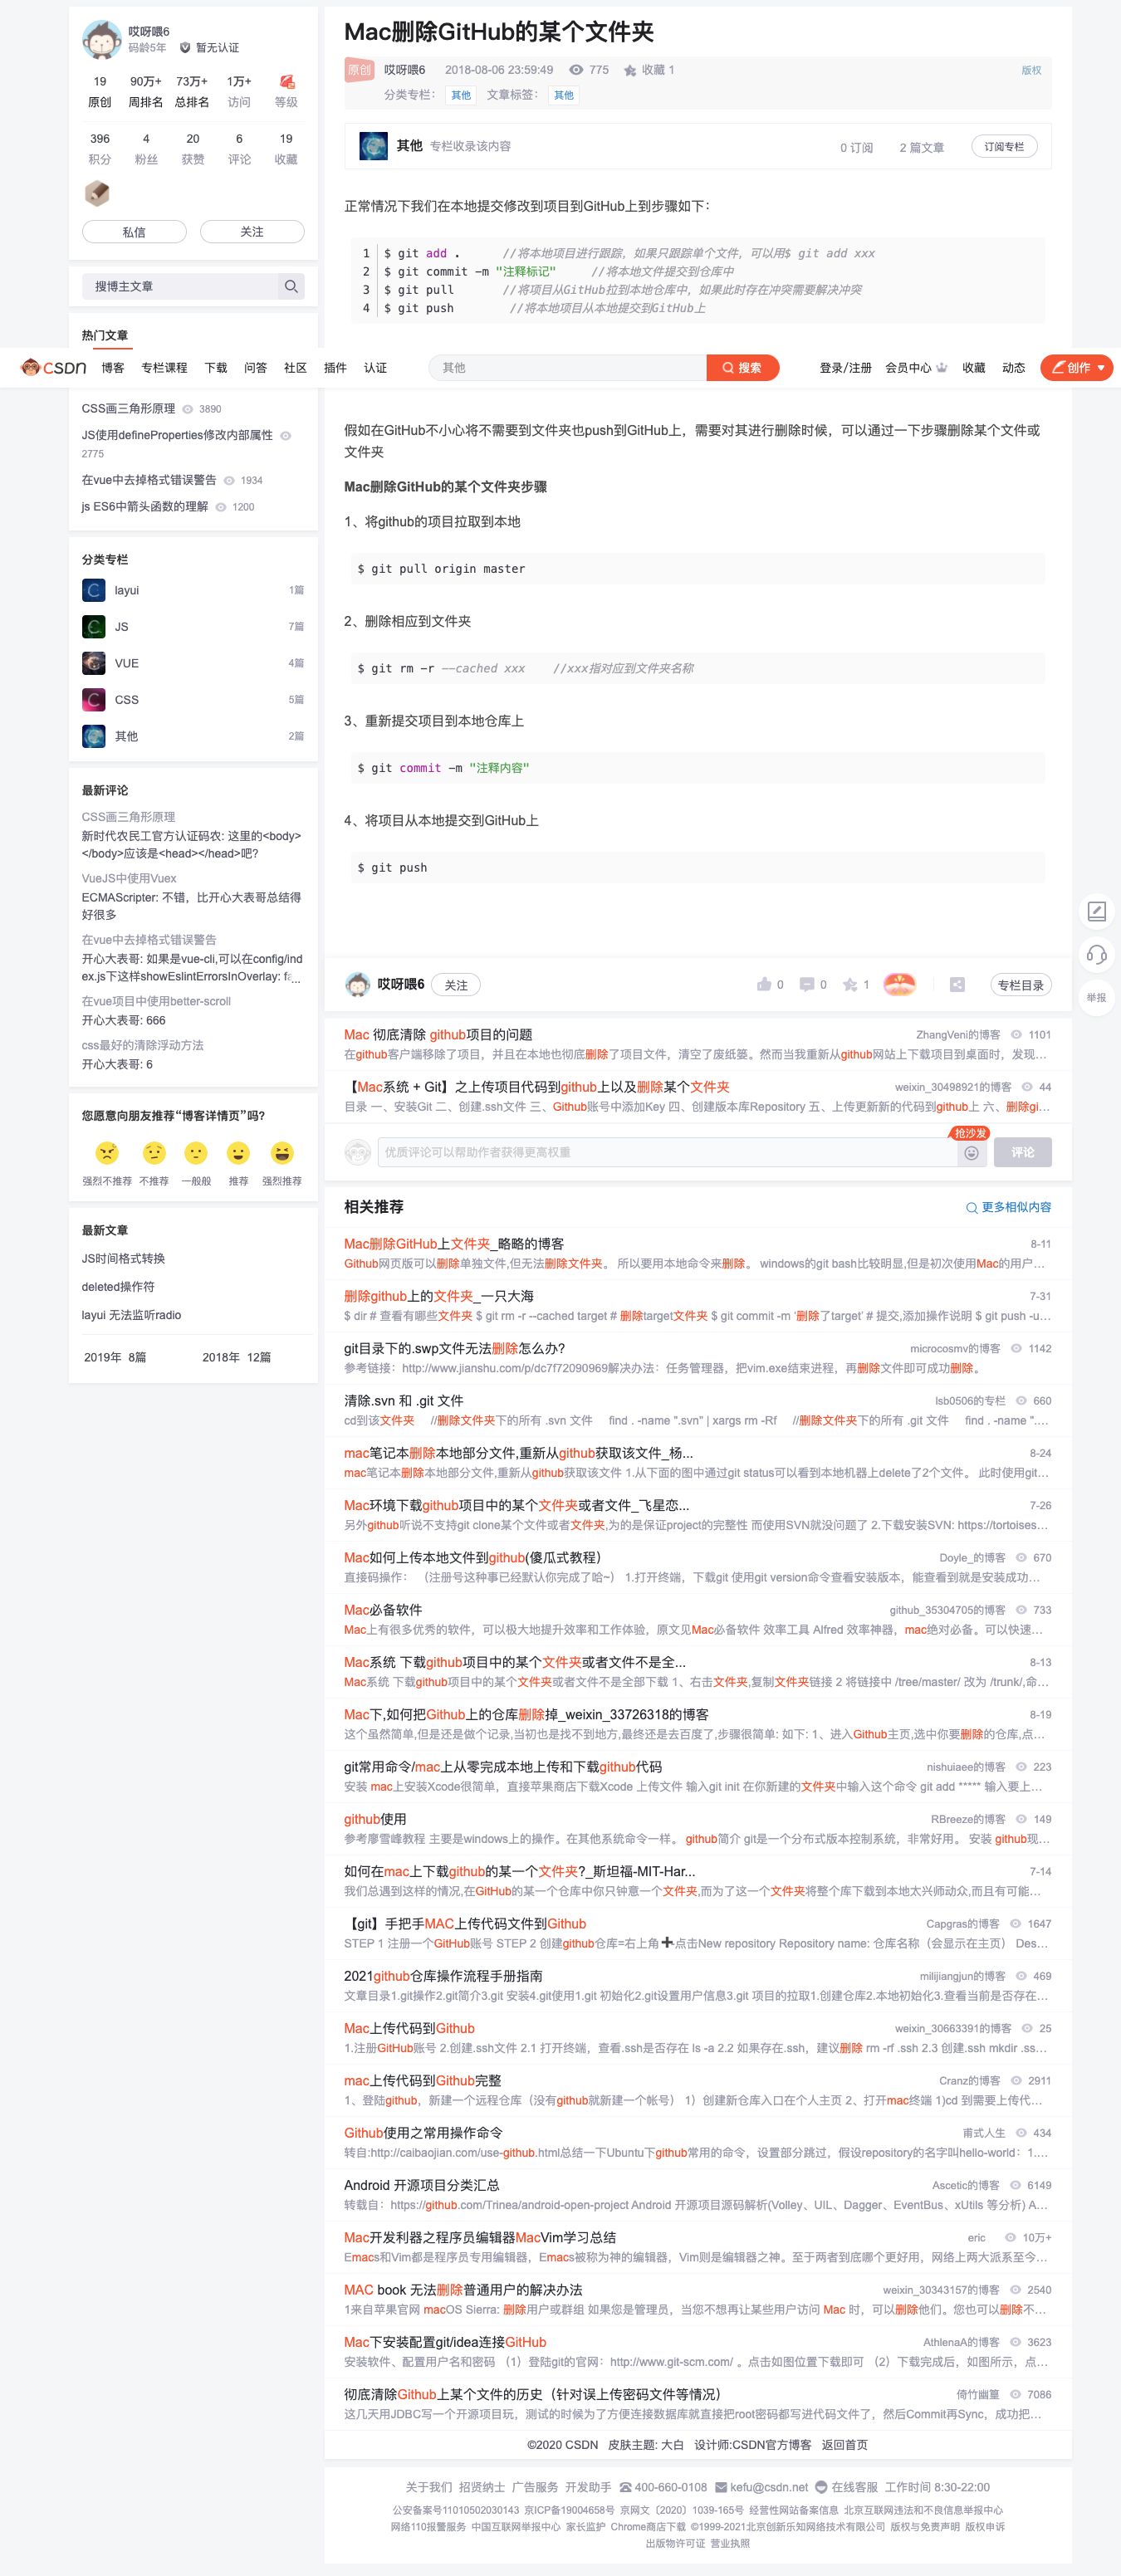 哎呀喂6
码龄5年 暂无认证
19 90万+ 73万+ 1万+
原创 周排名 总排名 访问 等级
396 4 20 6 19
积分 粉丝 获赞 评论 收藏
私信 关注
搜博主文章
热门文章
Mac删除GitHub的某个文件夹
原创 哎呀喂6 2018-08-06 23:59:49 775 收藏 1 版权
分类专栏： 其他 文章标签： 其他
其他 专栏收录该内容 0 订阅 2 篇文章 订阅专栏
正常情况下我们在本地提交修改到项目到GitHub上到步骤如下：
1 $ git add . //将本地项目进行跟踪，如果只跟踪单个文件，可以用$ git add xxx
2 $ git commit -m "注释标记" //将本地文件提交到仓库中
3 $ git pull //将项目从GitHub拉到本地仓库中，如果此时存在冲突需要解决冲突
4 $ git push //将本地项目从本地提交到GitHub上
CSDN 博客 专栏课程 下载 问答 社区 插件 认证 其他 搜索 登录/注册 会员中心 收藏 动态 创作
CSS画三角形原理 3890
JS使用defineProperties修改内部属性
2775
在vue中去掉格式错误警告 1934
js ES6中箭头函数的理解 1200
分类专栏
layui 1篇
JS 7篇
VUE 4篇
CSS 5篇
其他 2篇
最新评论
CSS画三角形原理
新时代农民工官方认证码农: 这里的<body>
</body>应该是<head></head>吧?
VueJS中使用Vuex
ECMAScripter: 不错，比开心大表哥总结得
好很多
在vue中去掉格式错误警告
开心大表哥: 如果是vue-cli,可以在config/ind
ex.js下这样showEslintErrorsInOverlay: fa...
在vue项目中使用better-scroll
开心大表哥: 666
css最好的清除浮动方法
开心大表哥: 6
您愿意向朋友推荐“博客详情页”吗?
强烈不推荐 不推荐 一般般 推荐 强烈推荐
最新文章
JS时间格式转换
deleted操作符
layui 无法监听radio
2019年 8篇 2018年 12篇
假如在GitHub不小心将不需要到文件夹也push到GitHub上，需要对其进行删除时候，可以通过一下步骤删除某个文件或
文件夹
Mac删除GitHub的某个文件夹步骤
1、将github的项目拉取到本地
$ git pull origin master
2、删除相应到文件夹
$ git rm -r --cached xxx //xxx指对应到文件夹名称
3、重新提交项目到本地仓库上
$ git commit -m "注释内容"
4、将项目从本地提交到GitHub上
$ git push
举报
哎呀喂6 关注 0 0 1 专栏目录
Mac 彻底清除 github项目的问题 ZhangVeni的博客 1101
在github客户端移除了项目，并且在本地也彻底删除了项目文件，清空了废纸篓。然而当我重新从github网站上下载项目到桌面时，发现...
【Mac系统 + Git】之上传项目代码到github上以及删除某个文件夹 weixin_30498921的博客 44
目录 一、安装Git 二、创建.ssh文件 三、Github账号中添加Key 四、创建版本库Repository 五、上传更新新的代码到github上 六、删除gi...
抢沙发
优质评论可以帮助作者获得更高权重 评论
相关推荐 更多相似内容
Mac删除GitHub上文件夹_略略的博客 8-11
Github网页版可以删除单独文件,但无法删除文件夹。 所以要用本地命令来删除。 windows的git bash比较明显,但是初次使用Mac的用户...
删除github上的文件夹_一只大海 7-31
$ dir # 查看有哪些文件夹 $ git rm -r --cached target # 删除target文件夹 $ git commit -m '删除了target' # 提交,添加操作说明 $ git push -u...
git目录下的.swp文件无法删除怎么办? microcosmv的博客 1142
参考链接：http://www.jianshu.com/p/dc7f72090969解决办法：任务管理器，把vim.exe结束进程，再删除文件即可成功删除。
清除.svn 和 .git 文件 lsb0506的专栏 660
cd到该文件夹 //删除文件夹下的所有 .svn 文件 find . -name ".svn" | xargs rm -Rf //删除文件夹下的所有 .git 文件 find . -name "....
mac笔记本删除本地部分文件,重新从github获取该文件_杨... 8-24
mac笔记本删除本地部分文件,重新从github获取该文件 1.从下面的图中通过git status可以看到本地机器上delete了2个文件。 此时使用git...
Mac环境下载github项目中的某个文件夹或者文件_飞星恋... 7-26
另外github听说不支持git clone某个文件或者文件夹,为的是保证project的完整性 而使用SVN就没问题了 2.下载安装SVN: https://tortoises...
Mac如何上传本地文件到github(傻瓜式教程） Doyle_的博客 670
直接码操作： （注册号这种事已经默认你完成了哈~） 1.打开终端，下载git 使用git version命令查看安装版本，能查看到就是安装成功...
Mac必备软件 github_35304705的博客 733
Mac上有很多优秀的软件，可以极大地提升效率和工作体验，原文见Mac必备软件 效率工具 Alfred 效率神器，mac绝对必备。可以快速...
Mac系统 下载github项目中的某个文件夹或者文件不是全... 8-13
Mac系统 下载github项目中的某个文件夹或者文件不是全部下载 1、右击文件夹,复制文件夹链接 2 将链接中 /tree/master/ 改为 /trunk/,命...
Mac下,如何把Github上的仓库删除掉_weixin_33726318的博客 8-19
这个虽然简单,但是还是做个记录,当初也是找不到地方,最终还是去百度了,步骤很简单: 如下: 1、进入Github主页,选中你要删除的仓库,点...
git常用命令/mac上从零完成本地上传和下载github代码 nishuiaee的博客 223
安装 mac上安装Xcode很简单，直接苹果商店下载Xcode 上传文件 输入git init 在你新建的文件夹中输入这个命令 git add ***** 输入要上...
github使用 RBreeze的博客 149
参考廖雪峰教程 主要是windows上的操作。在其他系统命令一样。 github简介 git是一个分布式版本控制系统，非常好用。 安装 github现...
如何在mac上下载github的某一个文件夹?_斯坦福-MIT-Har... 7-14
我们总遇到这样的情况,在GitHub的某一个仓库中你只钟意一个文件夹,而为了这一个文件夹将整个库下载到本地太兴师动众,而且有可能...
【git】手把手MAC上传代码文件到Github Capgras的博客 1647
STEP 1 注册一个GitHub账号 STEP 2 创建github仓库=右上角➕-点击New repository Repository name: 仓库名称（会显示在主页） Des...
2021github仓库操作流程手册指南 milijiangjun的博客 469
文章目录1.git操作2.git简介3.git 安装4.git使用1.git 初始化2.git设置用户信息3.git 项目的拉取1.创建仓库2.本地初始化3.查看当前是否存在...
Mac上传代码到Github weixin_30663391的博客 25
1.注册GitHub账号 2.创建.ssh文件 2.1 打开终端，查看.ssh是否存在 ls -a 2.2 如果存在.ssh，建议删除 rm -rf .ssh 2.3 创建.ssh mkdir .ss...
mac上传代码到Github完整 Cranz的博客 2911
1、登陆github，新建一个远程仓库（没有github就新建一个帐号） 1）创建新仓库入口在个人主页 2、打开mac终端 1)cd 到需要上传代...
Github使用之常用操作命令 甫式人生 434
转自:http://caibaojian.com/use-github.html总结一下Ubuntu下github常用的命令，设置部分跳过，假设repository的名字叫hello-world：1....
Android 开源项目分类汇总 Ascetic的博客 6149
转载自：https://github.com/Trinea/android-open-project Android 开源项目源码解析(Volley、UIL、Dagger、EventBus、xUtils 等分析) A...
Mac开发利器之程序员编辑器MacVim学习总结 eric 10万+
Emacs和Vim都是程序员专用编辑器，Emacs被称为神的编辑器，Vim则是编辑器之神。至于两者到底哪个更好用，网络上两大派系至今...
MAC book 无法删除普通用户的解决办法 weixin_30343157的博客 2540
1来自苹果官网 macOS Sierra: 删除用户或群组 如果您是管理员，当您不想再让某些用户访问 Mac 时，可以删除他们。您也可以删除不...
Mac下安装配置git/idea连接GitHub AthlenaA的博客 3623
安装软件、配置用户名和密码 （1）登陆git的官网：http://www.git-scm.com/ 。点击如图位置下载即可 （2）下载完成后，如图所示，点...
彻底清除Github上某个文件的历史（针对误上传密码文件等情况） 倚竹幽篁 7086
这几天用JDBC写一个开源项目玩，测试的时候为了方便连接数据库就直接把root密码都写进代码文件了，然后Commit再Sync，成功把...
©2020 CSDN 皮肤主题: 大白 设计师:CSDN官方博客 返回首页
关于我们 招贤纳士 广告服务 开发助手 400-660-0108 kefu@csdn.net 在线客服 工作时间 8:30-22:00
公安备案号11010502030143 京ICP备19004658号 京网文〔2020〕1039-165号 经营性网站备案信息 北京互联网违法和不良信息举报中心
网络110报警服务 中国互联网举报中心 家长监护 Chrome商店下载 ©1999-2021北京创新乐知网络技术有限公司 版权与免责声明 版权申诉
出版物许可证 营业执照